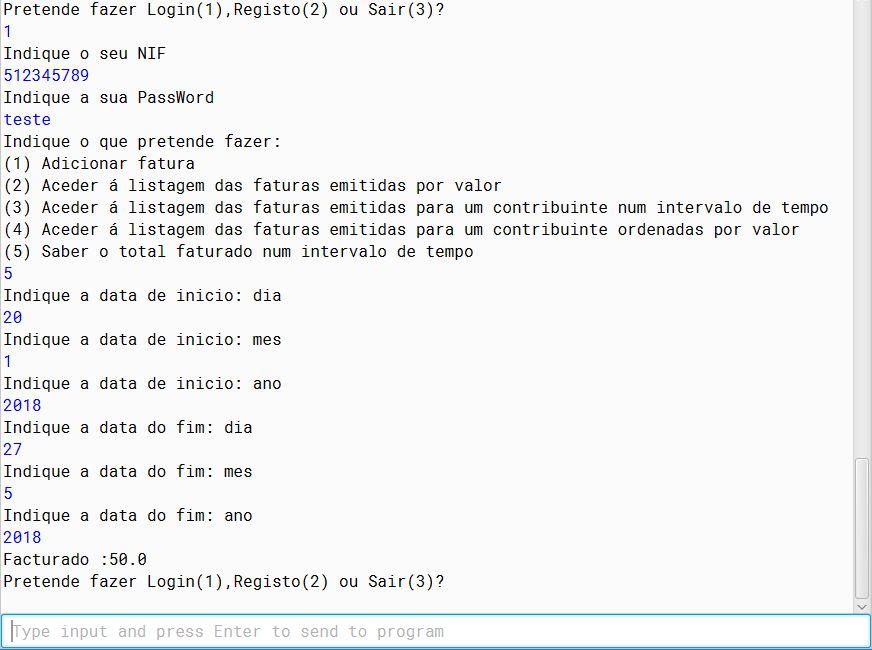 Pretende fazer Login(1),Registo(2) ou Sair(3)?
1
Indique o seu NIF
512345789
Indique a sua PassWord
teste
Indique o que pretende fazer:
(1) Adicionar fatura
(2) Aceder á listagem das faturas emitidas por valor
(3) Aceder á listagem das faturas emitidas para um contribuinte num intervalo de tempo
(4) Aceder á listagem das faturas emitidas para um contribuinte ordenadas por valor
(5) Saber o total faturado num intervalo de tempo
5
Indique a data de inicio: dia
20
Indique a data de inicio: mes
1
Indique a data de inicio: ano
2018
Indique a data do fim: dia
27
Indique a data do fim: mes
5
Indique a data do fim: ano
2018
Facturado :50.0
Pretende fazer Login(1),Registo(2) ou Sair(3)?
Type input and press Enter to send to program